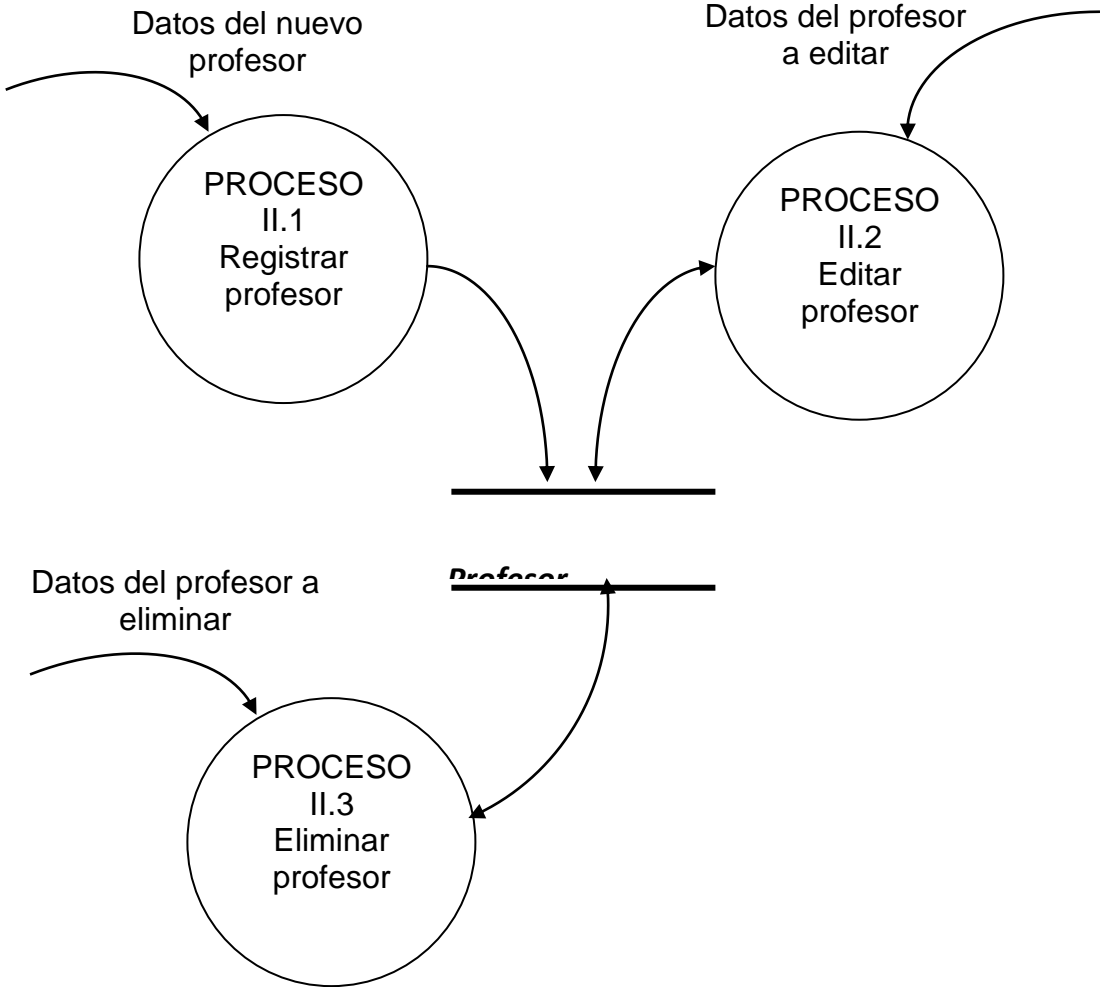 Datos del nuevo
profesor
Datos del profesor
a editar
PROCESO
II.1
Registrar
profesor
PROCESO
II.2
Editar
profesor
Profesor
Datos del profesor a
eliminar
PROCESO
II.3
Eliminar
profesor